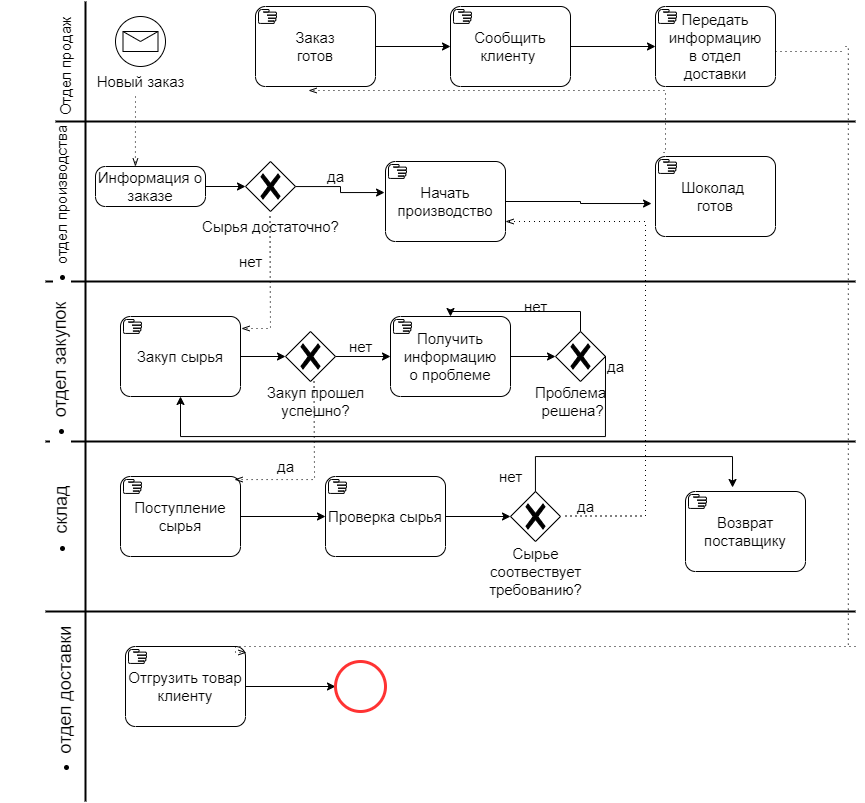 Отдел продаж
Новый заказ
Заказ
готов
Сообщить
клиенту
Передать
информацию
в отдел
доставки
• отдел производства
Информация о
заказе
Сырья достаточно?
да
нет
Начать
производство
Шоколад
готов
• отдел закупок
Закуп сырья
Закуп прошел
успешно?
нет
да
Получить
информацию
о проблеме
нет
Проблема
решена?
да
• склад
Поступление
сырья
Проверка сырья
Сырье
соотвествует
требованию?
нет
да
Возврат
поставщику
• отдел доставки
Отгрузить товар
клиенту